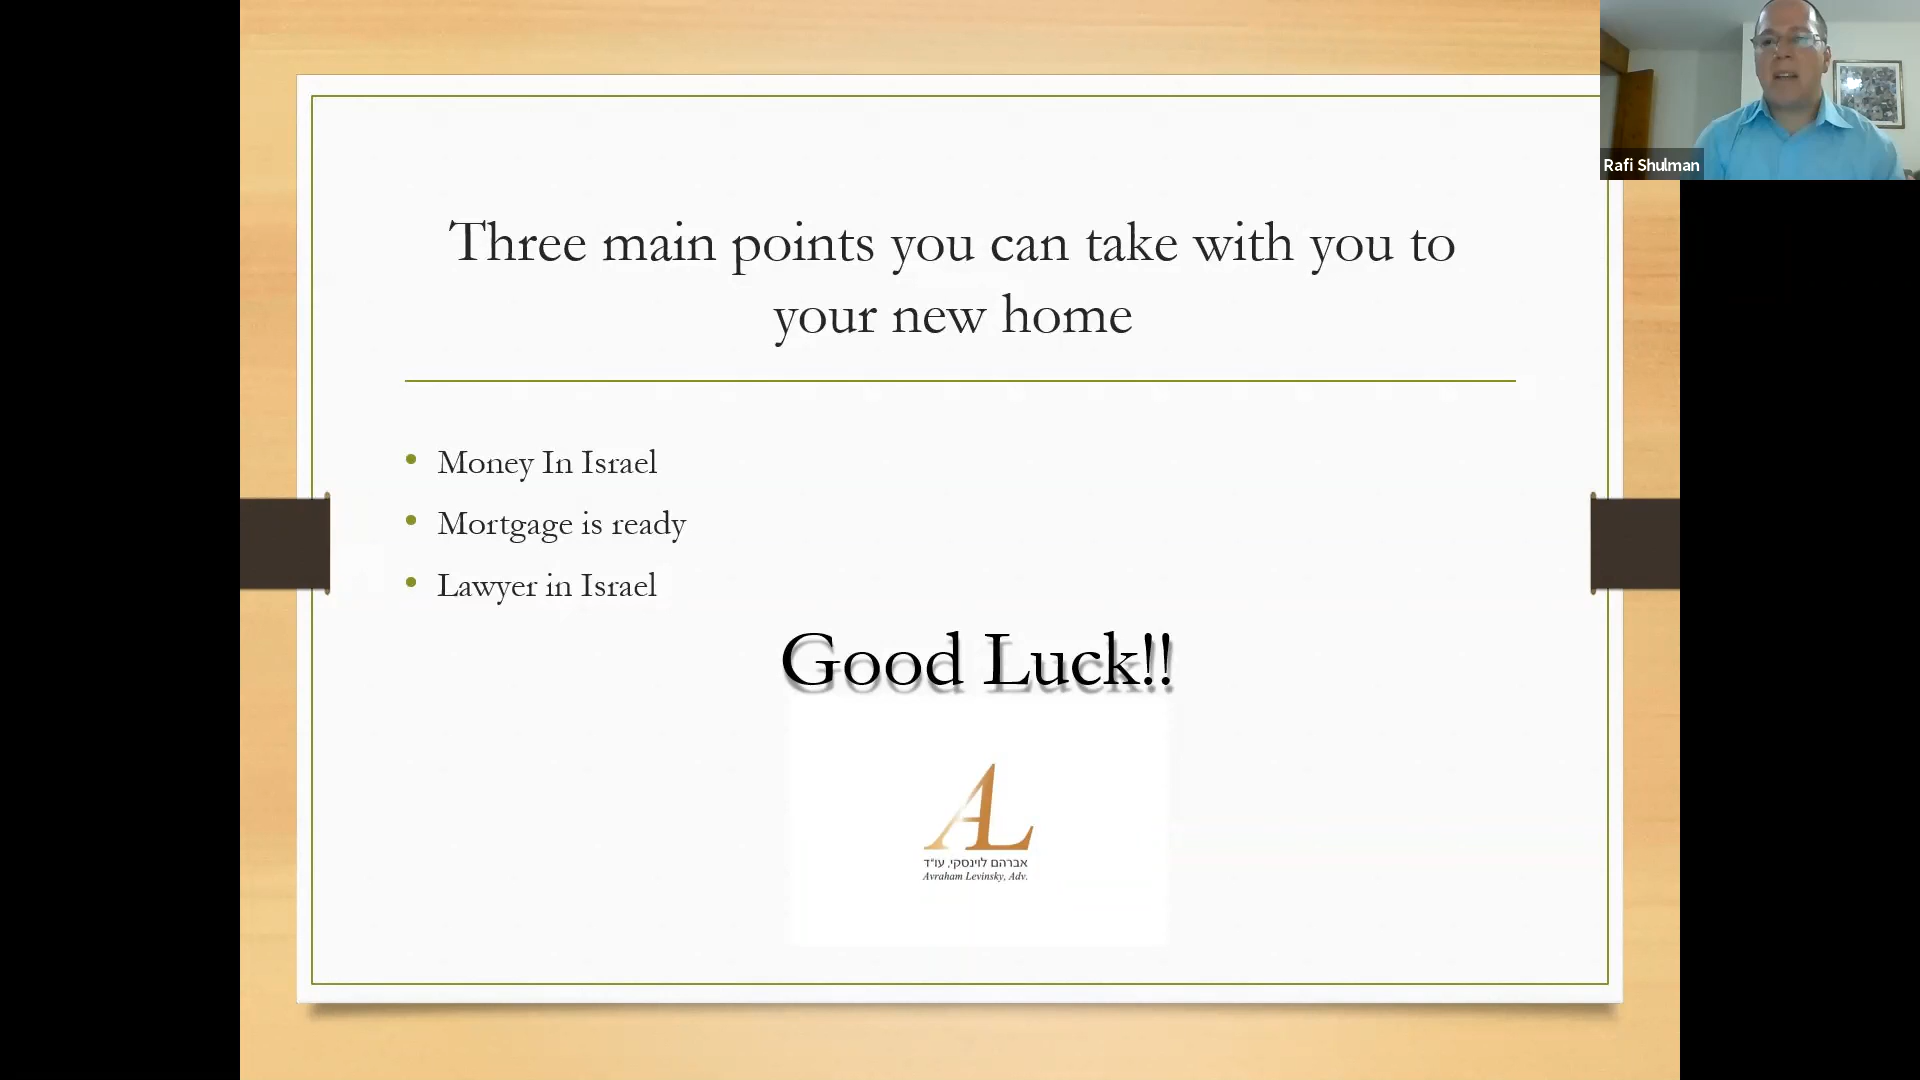 Three main points you can take with you to
your new home
Money In Israel
Mortgage is ready
Lawyer in Israel
Good Luck!!
AL
אברהם לוינסקי, עו"ד
Avraham Levinsky, Adv.
Rafi Shulman